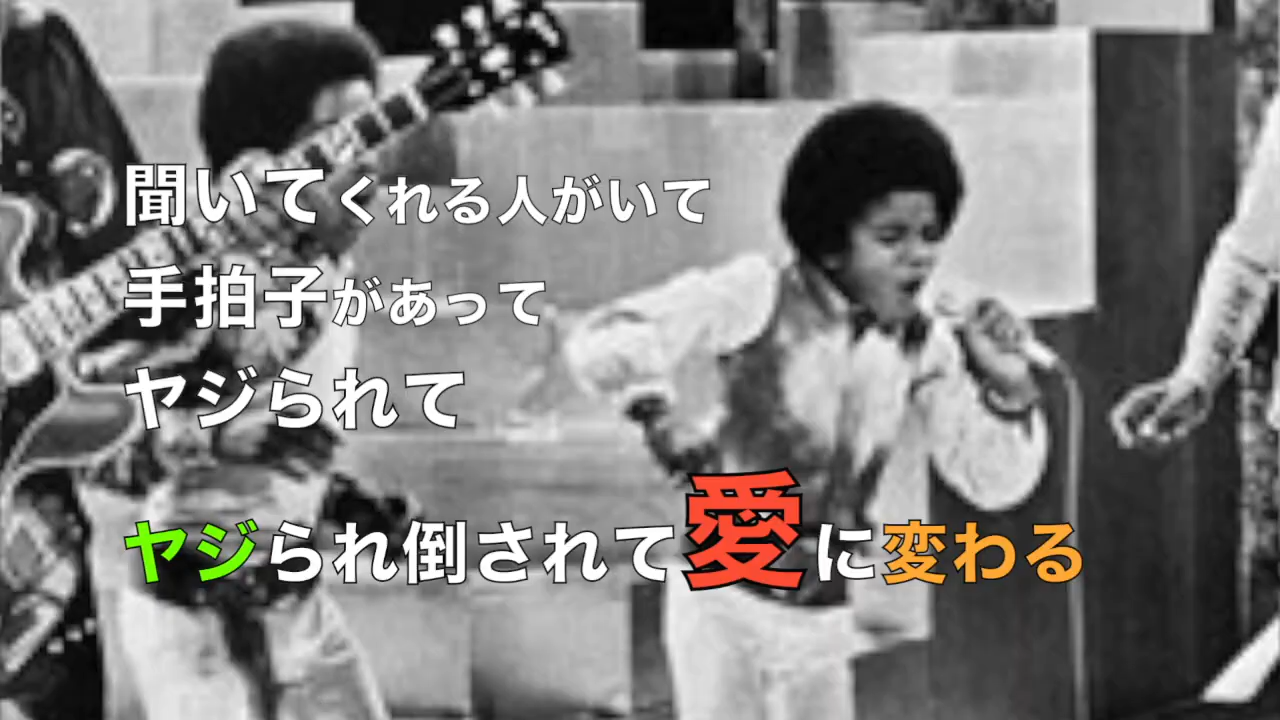 聞いてくれる人がいて
手拍子があって
ヤジられて
ヤジられ倒されて愛に変わる